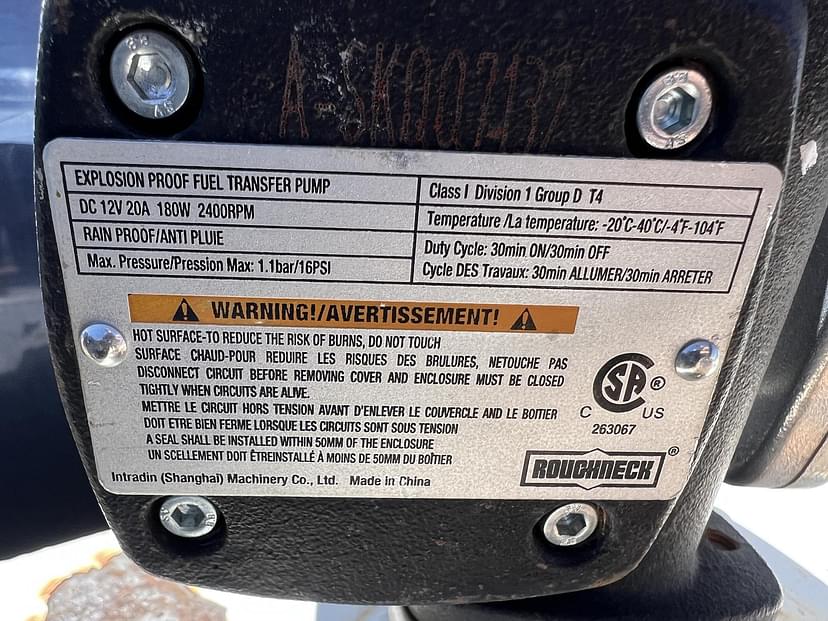 A-SK007137
EXPLOSION PROOF FUEL TRANSFER PUMP
DC 12V 20A 180W 2400RPM
RAIN PROOF/ANTI PLUIE
Max. Pressure/Pression Max: 1.1bar/16PSI
Class I Division 1 Group D T4
Temperature /La temperature: -20°C-40°C/-4°F-104°F
Duty Cycle: 30min ON/30min OFF
Cycle DES Travaux: 30min ALLUMER/30min ARRETER
WARNING!/AVERTISSEMENT!
HOT SURFACE-TO REDUCE THE RISK OF BURNS, DO NOT TOUCH
SURFACE CHAUD-POUR REDUIRE LES RISQUES DES BRULURES, NETOUCHE PAS
DISCONNECT CIRCUIT BEFORE REMOVING COVER AND ENCLOSURE MUST BE CLOSED
TIGHTLY WHEN CIRCUITS ARE ALIVE.
METTRE LE CIRCUIT HORS TENSION AVANT D'ENLEVER LE COUVERCLE AND LE BOITIER
DOIT ETRE BIEN FERME LORSQUE LES CIRCUITS SONT SOUS TENSION
A SEAL SHALL BE INSTALLED WITHIN 50MM OF THE ENCLOSURE
UN SCELLEMENT DOIT ÊTREINSTALLÉ À MOINS DE 50MM DU BOÎTIER
Intradin (Shanghai) Machinery Co., Ltd. Made in China
SA ®
C US
263067
ROUGHNECK ®